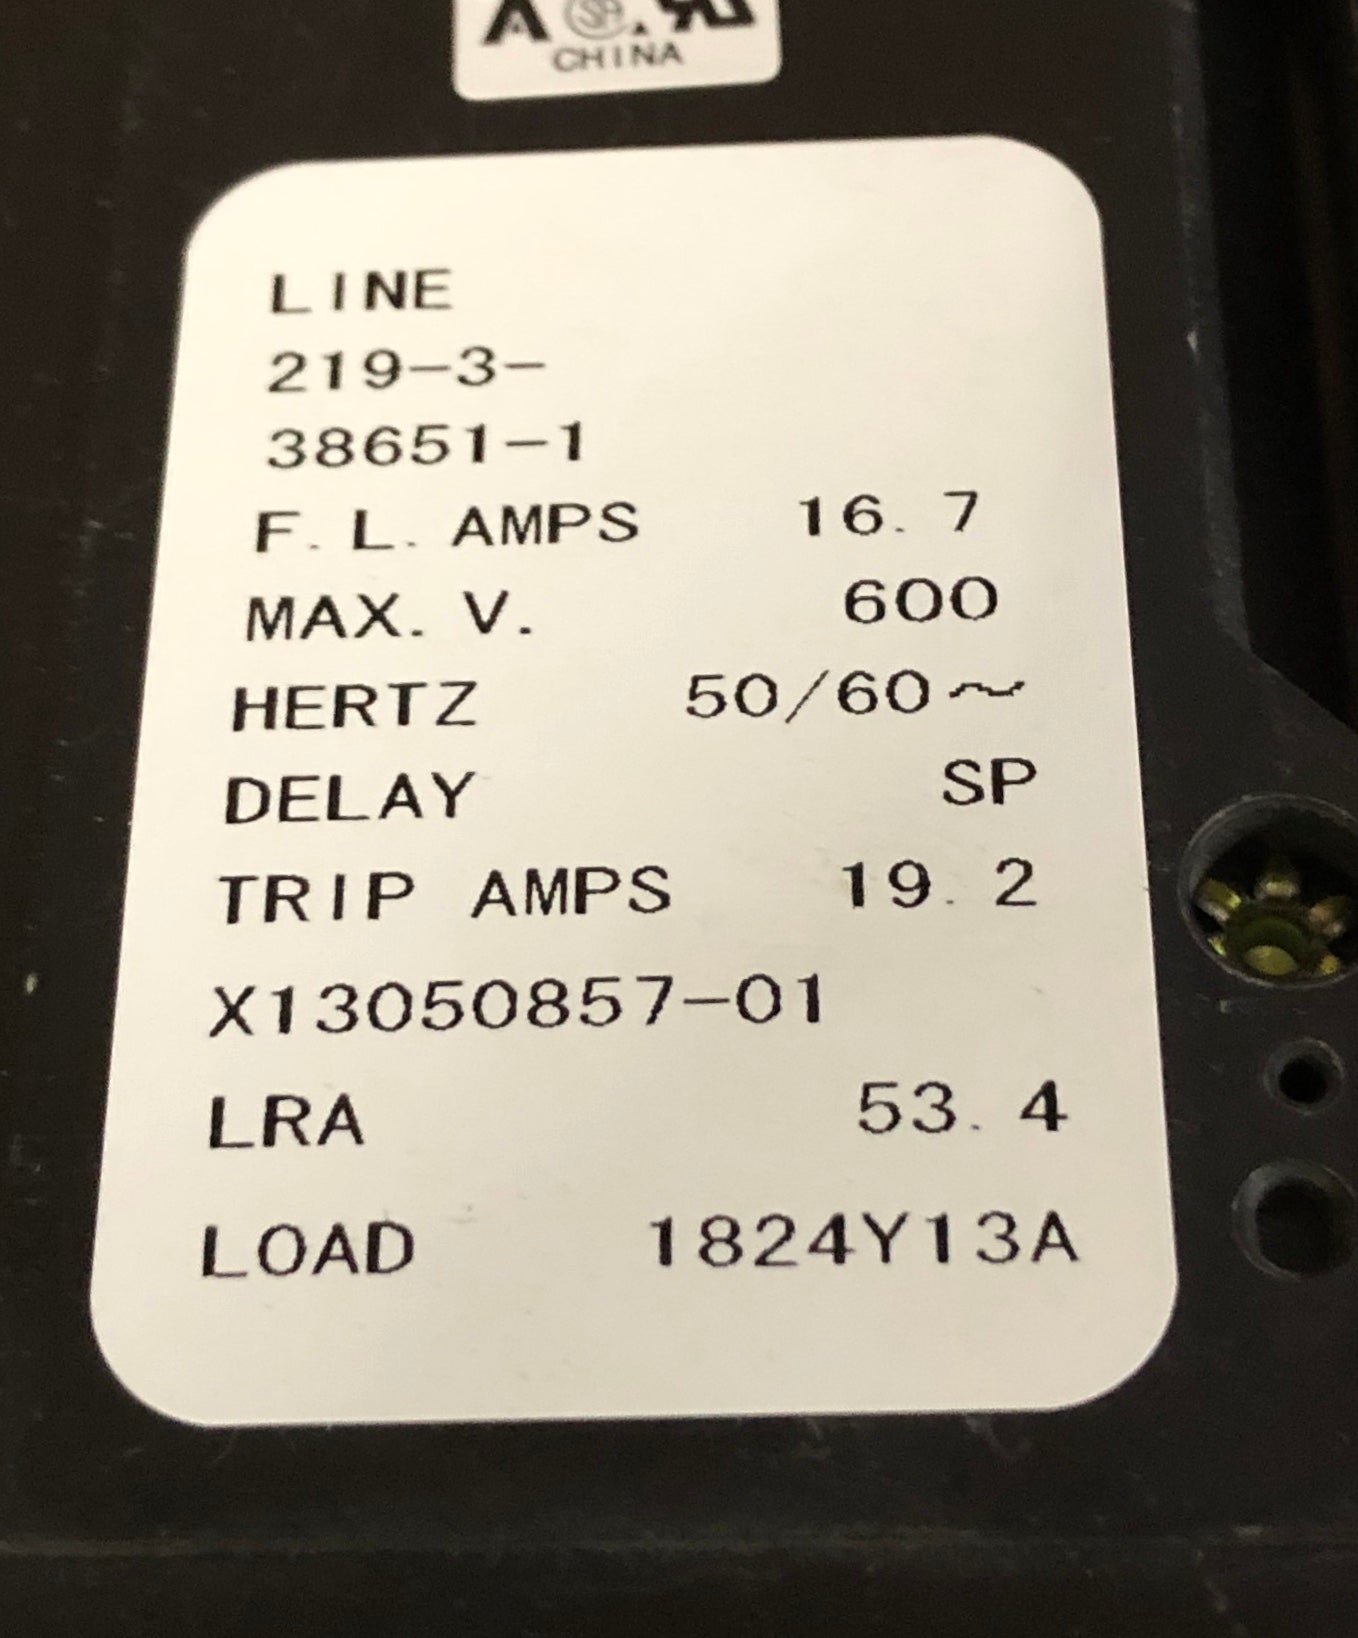 CHINA
LINE
219-3-
38651-1
F. L. AMPS 16. 7
MAX. V. 600
HERTZ 50/60~
DELAY SP
TRIP AMPS 19. 2
X13050857-01
LRA 53. 4
LOAD 1824Y13A